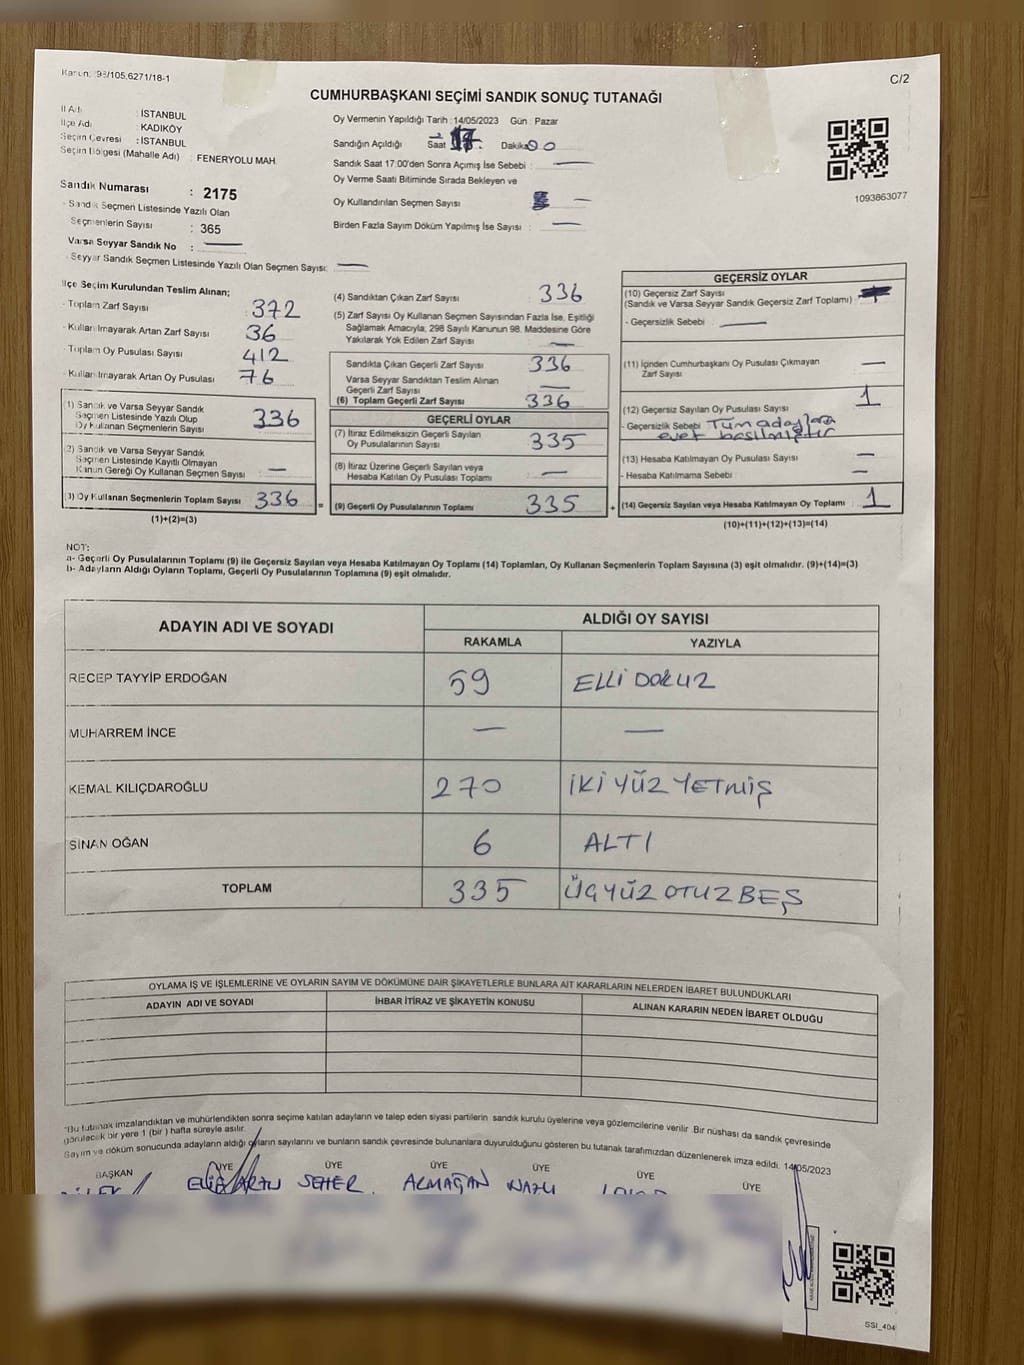 Kanun: 98/105,6271/18-1
C/2
CUMHURBAŞKANI SEÇİMİ SANDIK SONUÇ TUTANAĞI
İl Adı : İSTANBUL
İlçe Adı : KADIKÖY
Seçim Çevresi : İSTANBUL
Seçim Bölgesi (Mahalle Adı) : FENERYOLU MAH.
Sandık Numarası : 2175
- Sandık Seçmen Listesinde Yazılı Olan
Seçmenlerin Sayısı : 365
Varsa Seyyar Sandık No : —
- Seyyar Sandık Seçmen Listesinde Yazılı Olan Seçmen Sayısı: —
Oy Vermenin Yapıldığı Tarih : 14/05/2023 Gün : Pazar
Sandığın Açıldığı Saat 17: Dakika 00
Sandık Saat 17:00'den Sonra Açımış İse Sebebi : —
Oy Verme Saati Bitiminde Sırada Bekleyen ve
Oy Kullandırılan Seçmen Sayısı —
Birden Fazla Sayım Döküm Yapılmış İse Sayısı : —
1093863077
İlçe Seçim Kurulundan Teslim Alınan;
- Toplam Zarf Sayısı : 372
- Kullanılmayarak Artan Zarf Sayısı : 36
- Toplam Oy Pusulası Sayısı : 412
- Kullanılmayarak Artan Oy Pusulası : 76
(1) Sandık ve Varsa Seyyar Sandık
Seçmen Listesinde Yazılı Olup
Oy Kullanan Seçmenlerin Sayısı : 336
(2) Sandık ve Varsa Seyyar Sandık
Seçmen Listesinde Kayıtlı Olmayan
Kanun Gereği Oy Kullanan Seçmen Sayısı : —
(3) Oy Kullanan Seçmenlerin Toplam Sayısı : 336 =
(1)+(2)=(3)
(4) Sandıktan Çıkan Zarf Sayısı : 336
(5) Zarf Sayısı Oy Kullanan Seçmen Sayısından Fazla İse, Eşitliği
Sağlamak Amacıyla, 298 Sayılı Kanunun 98. Maddesine Göre
Yakılarak Yok Edilen Zarf Sayısı : —
Sandıkta Çıkan Geçerli Zarf Sayısı : 336
Varsa Seyyar Sandıktan Teslim Alınan
Geçerli Zarf Sayısı : —
(6) Toplam Geçerli Zarf Sayısı : 336
GEÇERLİ OYLAR
(7) İtiraz Edilmeksizin Geçerli Sayılan
Oy Pusulalarının Sayısı : 335
(8) İtiraz Üzerine Geçerli Sayılan veya
Hesaba Katılan Oy Pusulası Toplamı : —
(9) Geçerli Oy Pusulalarının Toplamı : 335 +
GEÇERSİZ OYLAR
(10) Geçersiz Zarf Sayısı
(Sandık ve Varsa Seyyar Sandık Geçersiz Zarf Toplamı) :
- Geçersizlik Sebebi : —
(11) İçinden Cumhurbaşkanı Oy Pusulası Çıkmayan
Zarf Sayısı : —
(12) Geçersiz Sayılan Oy Pusulası Sayısı : 1
- Geçersizlik Sebebi : Tüm adaylara
evet basılmıştır
(13) Hesaba Katılmayan Oy Pusulası Sayısı : —
- Hesaba Katılmama Sebebi : —
(14) Geçersiz Sayılan veya Hesaba Katılmayan Oy Toplamı : 1
(10)+(11)+(12)+(13)=(14)
NOT:
a- Geçerli Oy Pusulalarının Toplamı (9) ile Geçersiz Sayılan veya Hesaba Katılmayan Oy Toplamı (14) Toplamları, Oy Kullanan Seçmenlerin Toplam Sayısına (3) eşit olmalıdır. (9)+(14)=(3)
b- Adayların Aldığı Oyların Toplamı, Geçerli Oy Pusulalarının Toplamına (9) eşit olmalıdır.
ADAYIN ADI VE SOYADI
ALDIĞI OY SAYISI
RAKAMLA YAZIYLA
RECEP TAYYİP ERDOĞAN 59 ELLİ DOKUZ
MUHARREM İNCE — —
KEMAL KILIÇDAROĞLU 270 İKİ YÜZ YETMİŞ
SİNAN OĞAN 6 ALTI
TOPLAM 335 ÜÇ YÜZ OTUZ BEŞ
OYLAMA İŞ VE İŞLEMLERİNE VE OYLARIN SAYIM VE DÖKÜMÜNE DAİR ŞİKAYETLERLE BUNLARA AİT KARARLARIN NELERDEN İBARET BULUNDUKLARI
ADAYIN ADI VE SOYADI İHBAR İTİRAZ VE ŞİKAYETİN KONUSU ALINAN KARARIN NEDEN İBARET OLDUĞU
*Bu tutanak imzalandıktan ve mühürlendikten sonra seçime katılan adayların ve talep eden siyasi partilerin sandık kurulu üyelerine veya gözlemcilerine verilir. Bir nüshası da sandık çevresinde
görülecek bir yere 1 (bir ) hafta süreyle asılır.
Sayım ve döküm sonucunda adayların aldığı oyların sayılarını ve bunların sandık çevresinde bulunanlara duyurulduğunu gösteren bu tutanak tarafımızdan düzenlenerek imza edildi. 14/05/2023
BAŞKAN ÜYE ÜYE ÜYE ÜYE ÜYE ÜYE
SEHER ARMAĞAN NAZLI
SSI_404